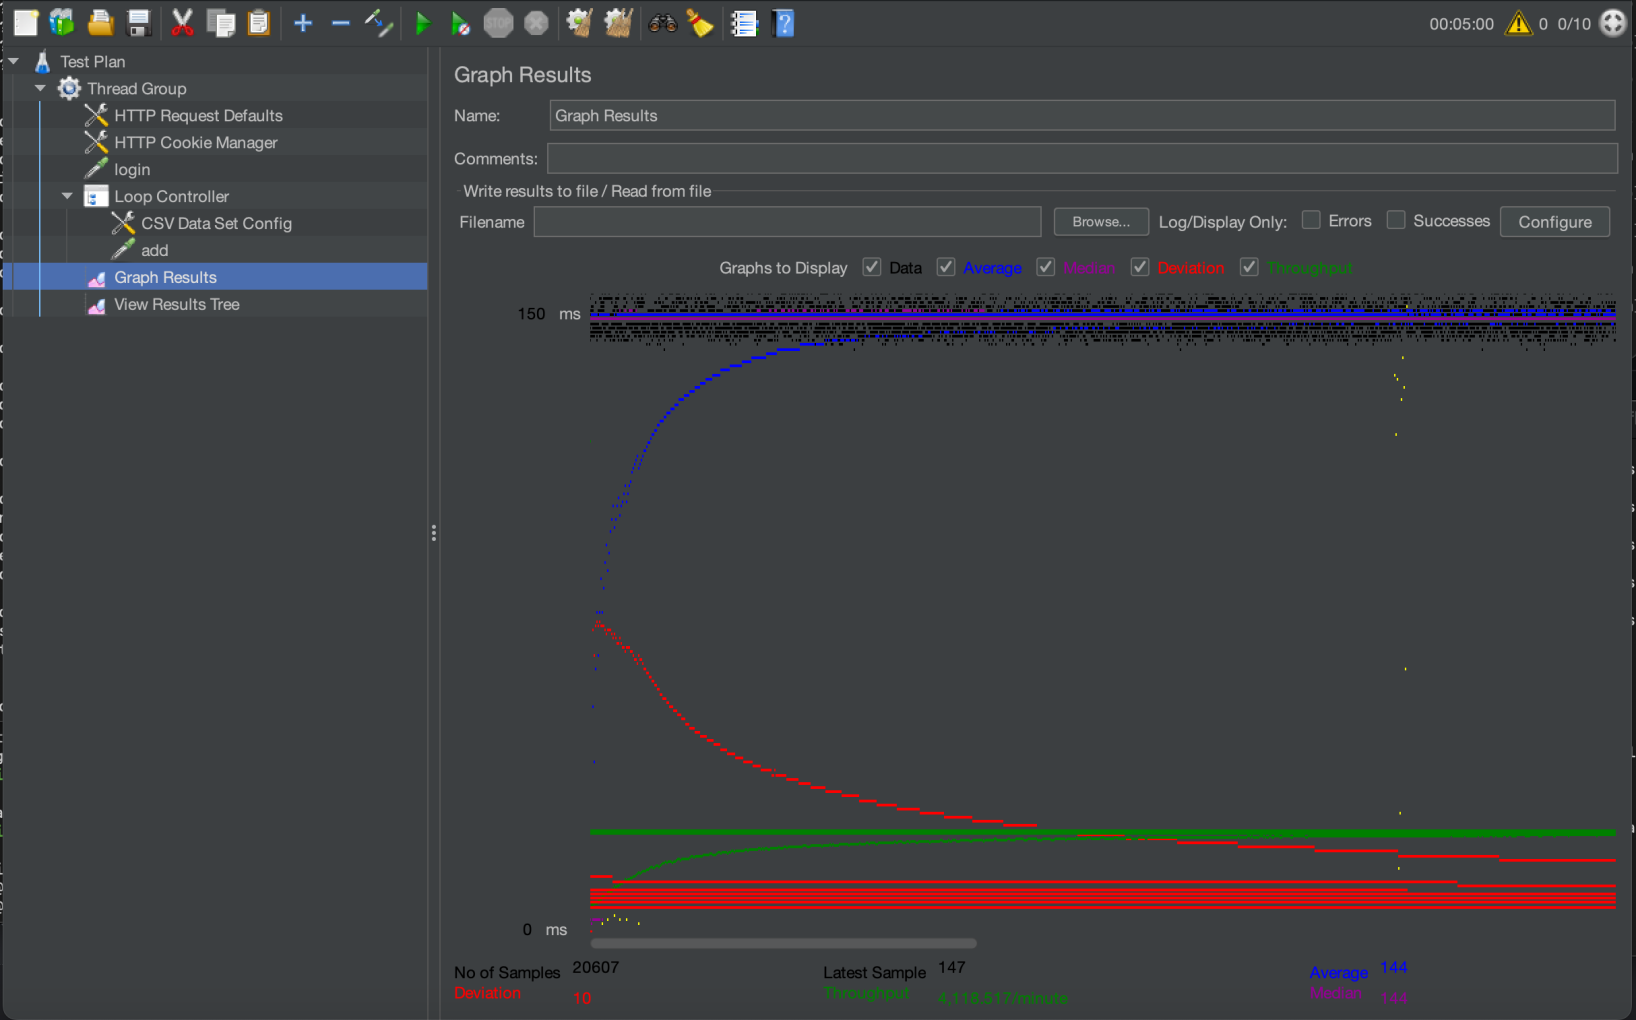 STOP
00:05:00
0
0/10
Test Plan
Thread Group
HTTP Request Defaults
HTTP Cookie Manager
login
Loop Controller
CSV Data Set Config
add
Graph Results
View Results Tree
Graph Results
Name: Graph Results
Comments:
Write results to file / Read from file
Filename Browse... Log/Display Only: Errors Successes Configure
Graphs to Display Data Average Median Deviation Throughput
150 ms
0 ms
No of Samples 20607 Latest Sample 147 Average 144
Deviation 10 Throughput 4,118.517/minute Median 144